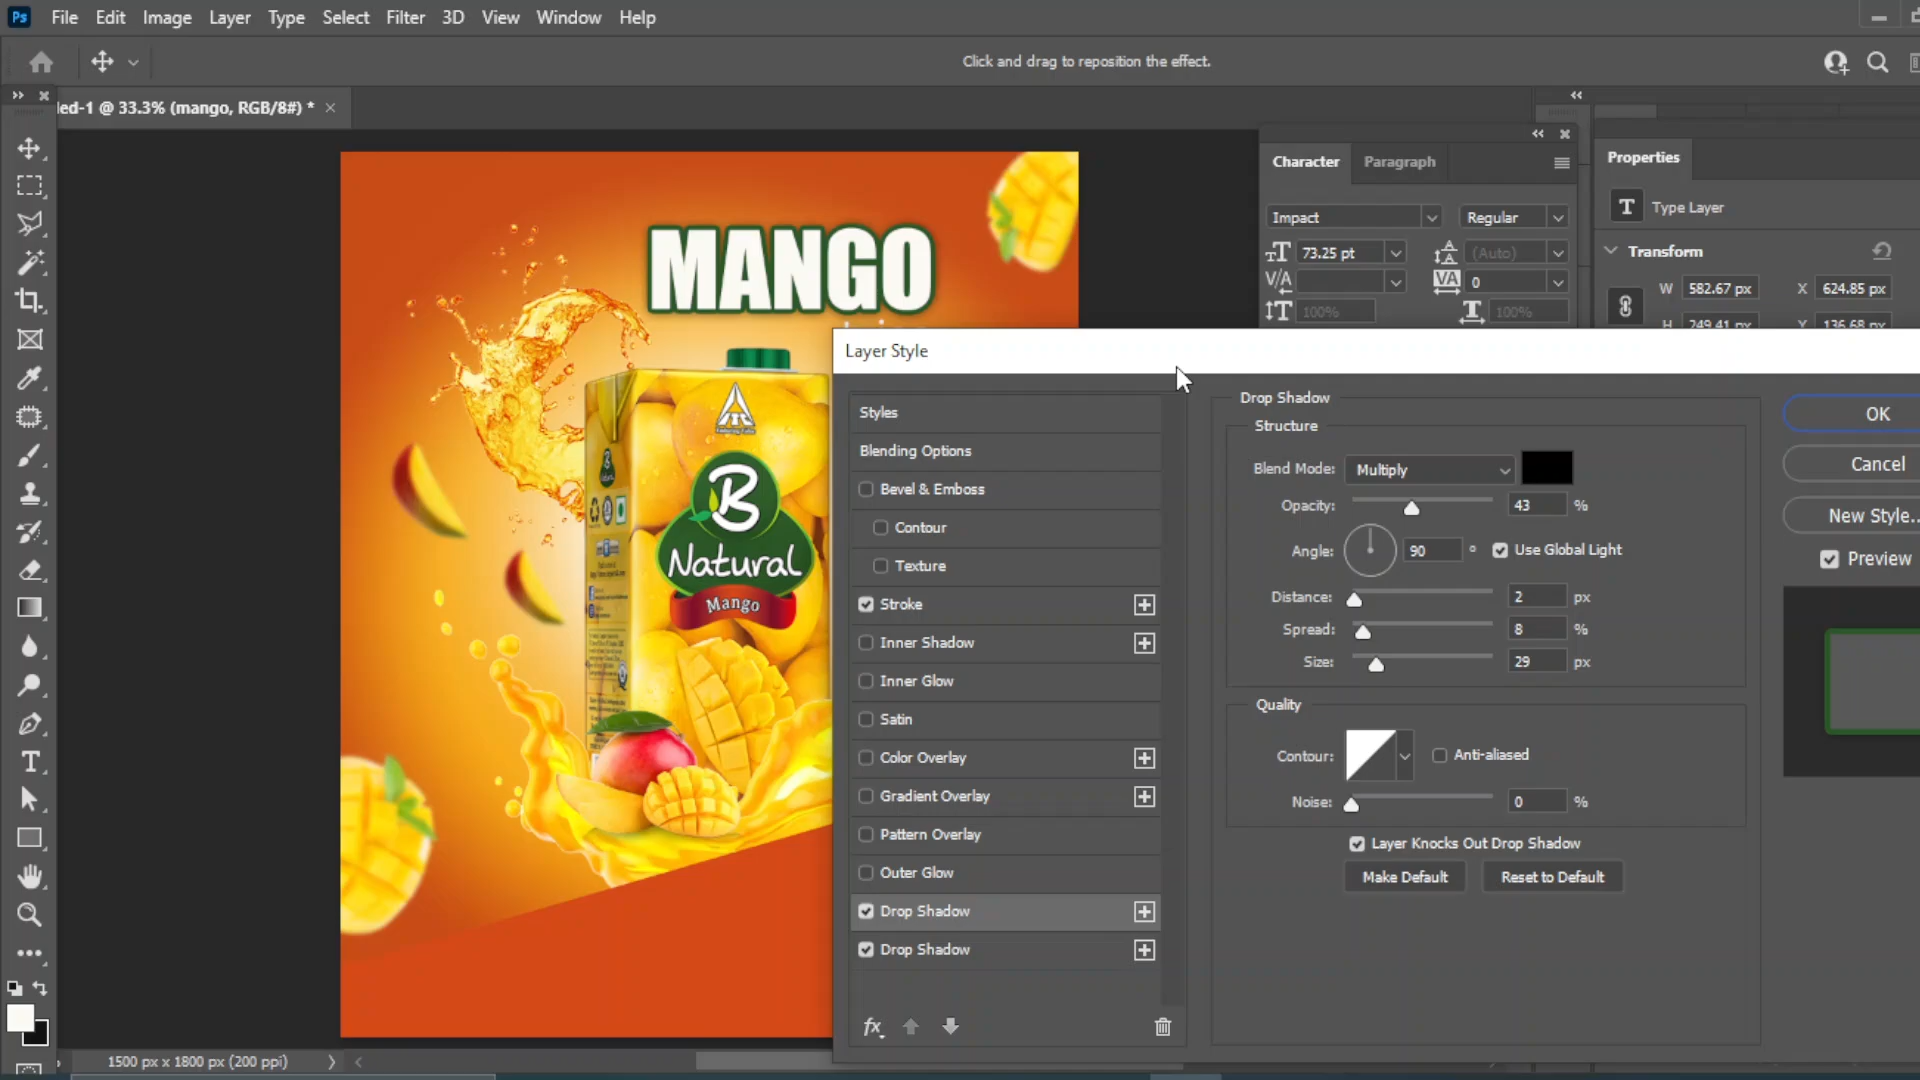 Ps File Edit Image Layer Type Select Filter 3D View Window Help
Click and drag to reposition the effect.
led-1 @ 33.3% (mango, RGB/8#) *
Character Paragraph
Impact Regular
73.25 pt (Auto)
0
100% 100%
Properties
T Type Layer
Transform
W 582.67 px X 624.85 px
H 249.41 px Y 136.68 px
MANGO
B
Natural
Mango
B
Natural
Layer Style
Styles
Blending Options
Bevel & Emboss
Contour
Texture
Stroke
Inner Shadow
Inner Glow
Satin
Color Overlay
Gradient Overlay
Pattern Overlay
Outer Glow
Drop Shadow
Drop Shadow
fx
Drop Shadow
Structure
Blend Mode: Multiply
Opacity: 43 %
Angle: 90 ° Use Global Light
Distance: 2 px
Spread: 8 %
Size: 29 px
Quality
Contour: Anti-aliased
Noise: 0 %
Layer Knocks Out Drop Shadow
Make Default Reset to Default
OK
Cancel
New Style..
Preview
1500 px x 1800 px (200 ppi)